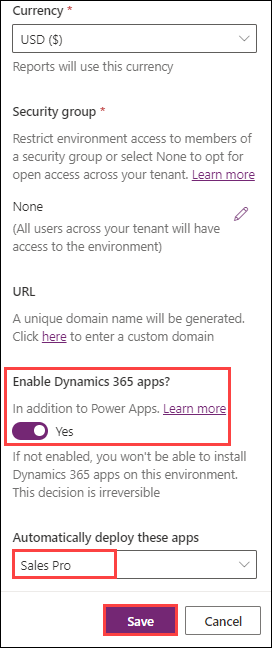 Currency *
USD ($)
Reports will use this currency
Security group *
Restrict environment access to members of
a security group or select None to opt for
open access across your tenant. Learn more
None
(All users across your tenant will have
access to the environment)
URL
A unique domain name will be generated.
Click here to enter a custom domain
Enable Dynamics 365 apps?
In addition to Power Apps. Learn more
Yes
If not enabled, you won't be able to install
Dynamics 365 apps on this environment.
This decision is irreversible
Automatically deploy these apps
Sales Pro
Save Cancel